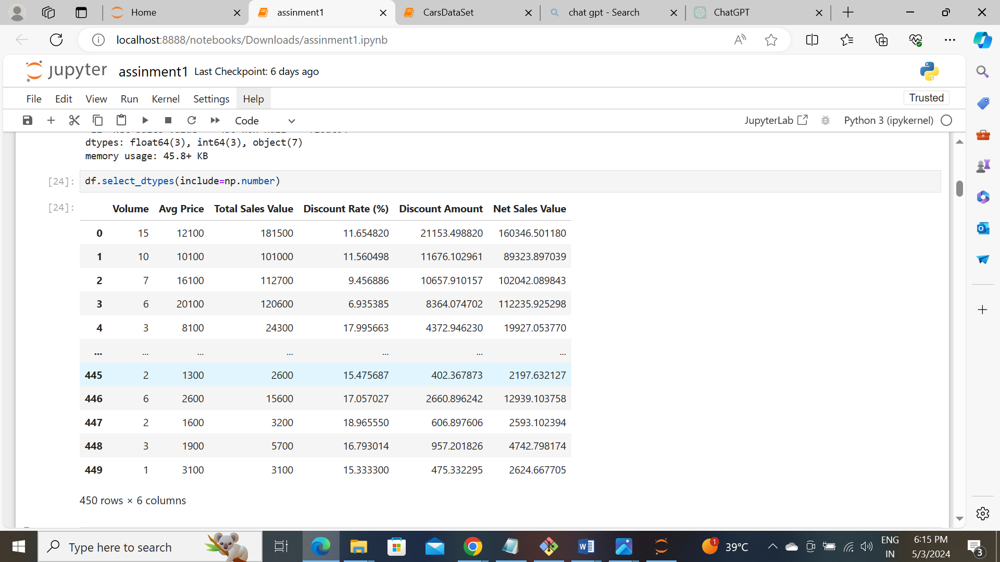 Home
assinment1
CarsDataSet
chat gpt - Search
ChatGPT
localhost:8888/notebooks/Downloads/assinment1.ipynb
jupyter assinment1 Last Checkpoint: 6 days ago
File Edit View Run Kernel Settings Help
Trusted
Code
JupyterLab
Python 3 (ipykernel)
dtypes: float64(3), int64(3), object(7)
memory usage: 45.8+ KB
[24]: df.select_dtypes(include=np.number)
[24]:
Volume Avg Price Total Sales Value Discount Rate (%) Discount Amount Net Sales Value
0 15 12100 181500 11.654820 21153.498820 160346.501180
1 10 10100 101000 11.560498 11676.102961 89323.897039
2 7 16100 112700 9.456886 10657.910157 102042.089843
3 6 20100 120600 6.935385 8364.074702 112235.925298
4 3 8100 24300 17.995663 4372.946230 19927.053770
... ... ... ... ... ... ...
445 2 1300 2600 15.475687 402.367873 2197.632127
446 6 2600 15600 17.057027 2660.896242 12939.103758
447 2 1600 3200 18.965550 606.897606 2593.102394
448 3 1900 5700 16.793014 957.201826 4742.798174
449 1 3100 3100 15.333300 475.332295 2624.667705
450 rows × 6 columns
Type here to search
1
39°C
ENG
IN
6:15 PM
5/3/2024
3